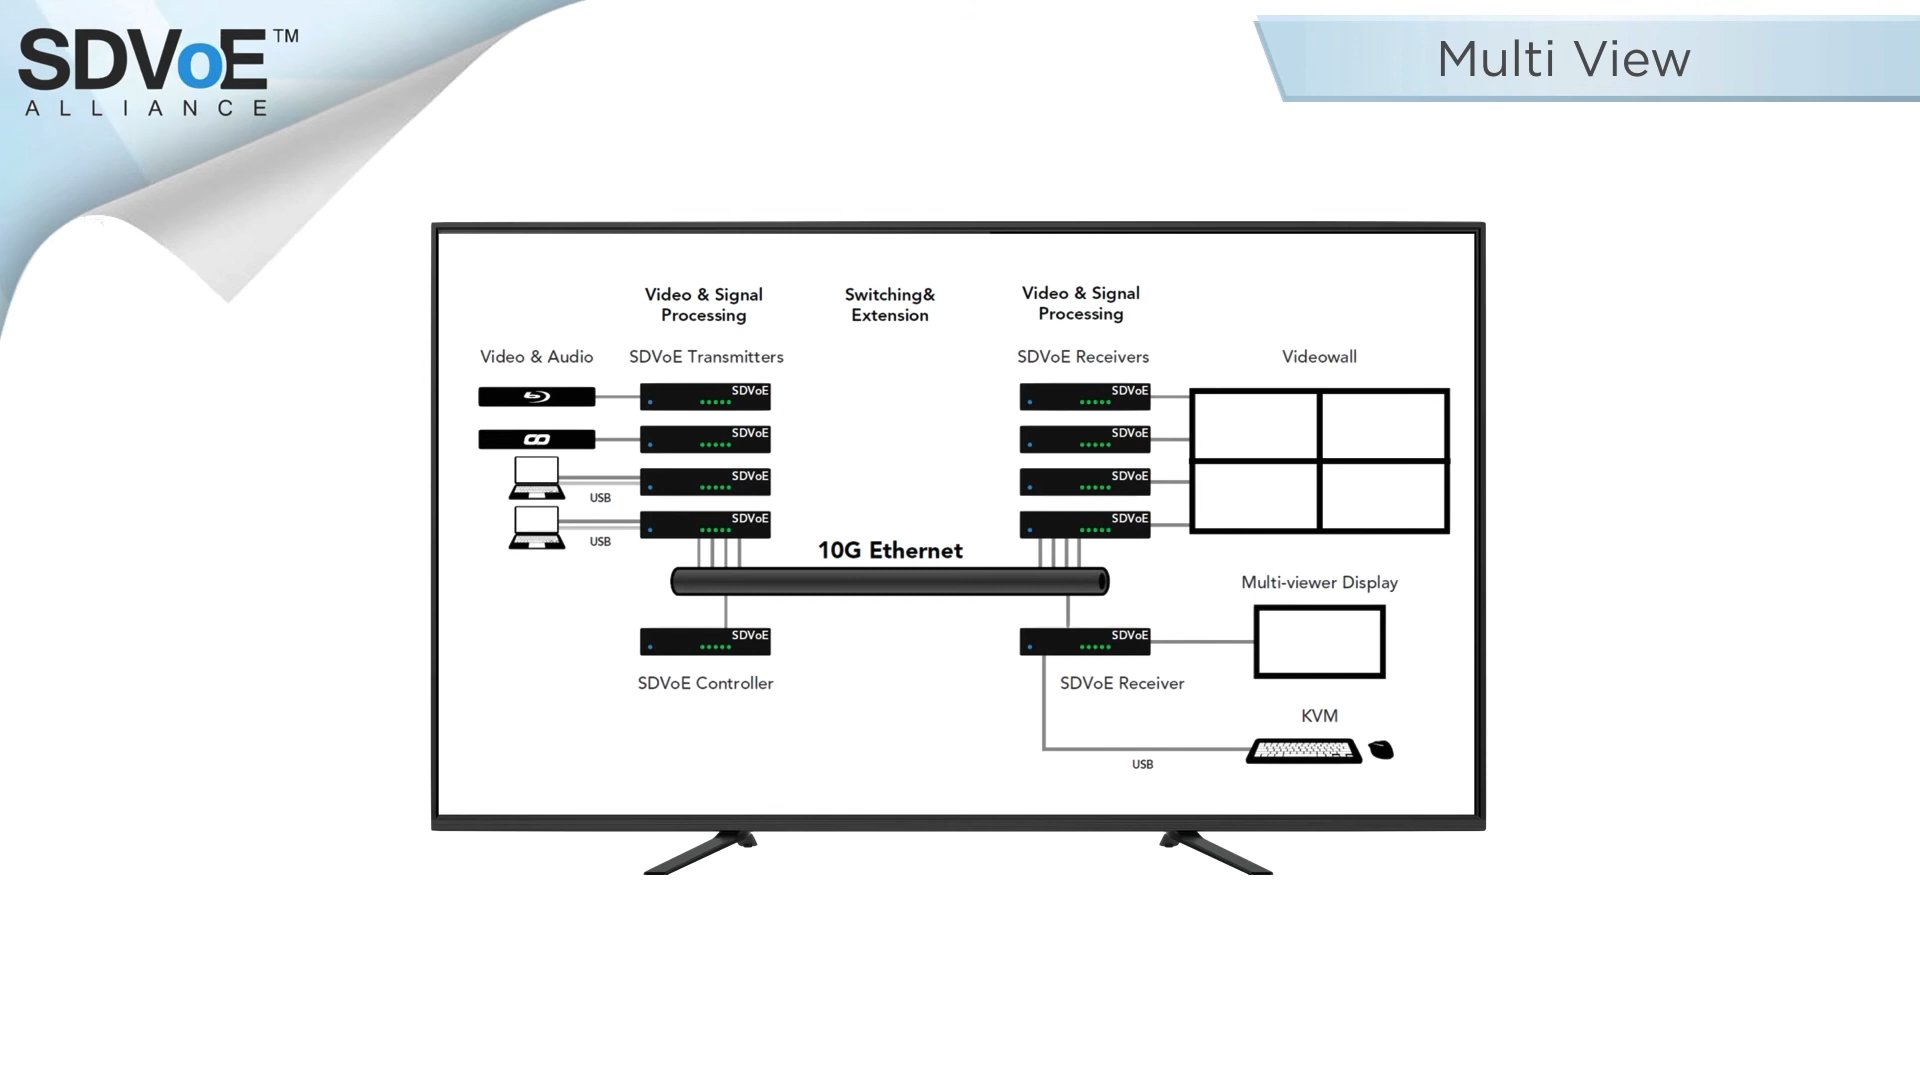 SDVoE™
ALLIANCE
Multi View
Video & Signal
Processing
Switching&
Extension
Video & Signal
Processing
Video & Audio
SDVoE Transmitters
SDVoE Receivers
Videowall
SDVoE
SDVoE
SDVoE
SDVoE
SDVoE
SDVoE
USB
SDVoE
SDVoE
USB
10G Ethernet
Multi-viewer Display
SDVoE
SDVoE
SDVoE Controller
SDVoE Receiver
KVM
USB